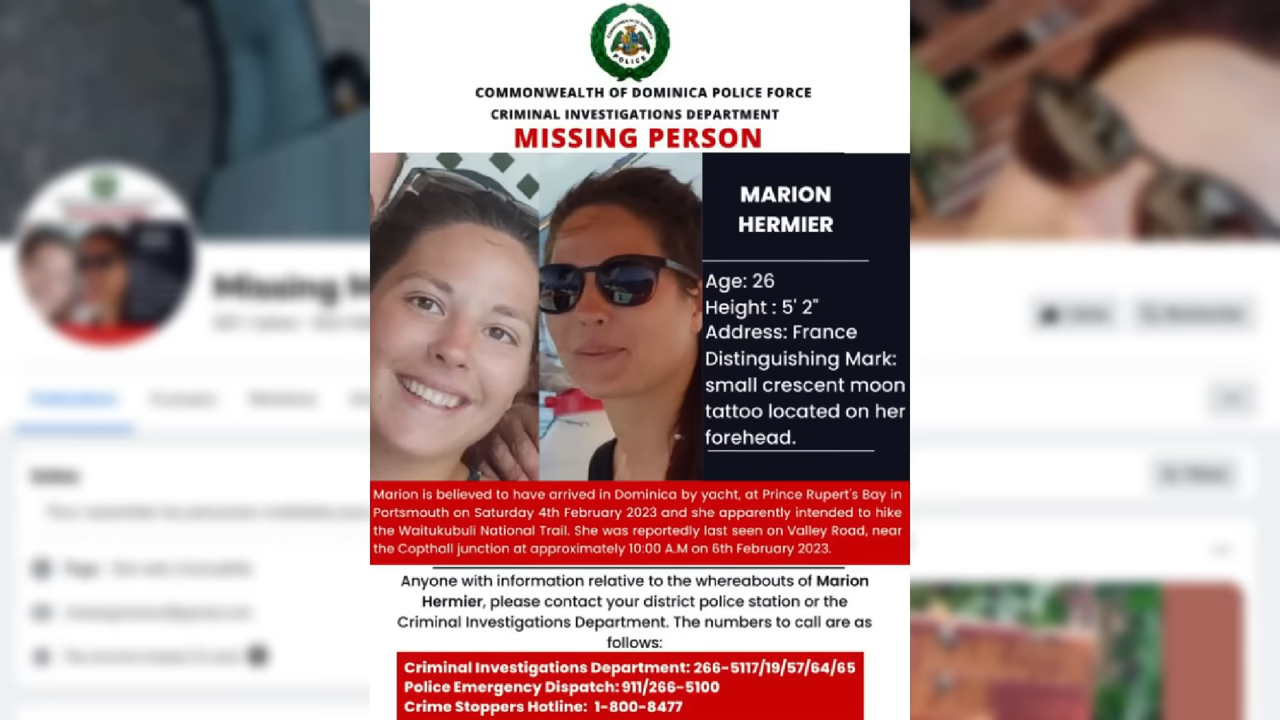 COMMONWEALTH OF DOMINICA
POLICE
COMMONWEALTH OF DOMINICA POLICE FORCE
CRIMINAL INVESTIGATIONS DEPARTMENT
MISSING PERSON
MARION
HERMIER
Age: 26
Height : 5' 2"
Address: France
Distinguishing Mark:
small crescent moon
tattoo located on her
forehead.
Marion is believed to have arrived in Dominica by yacht, at Prince Rupert's Bay in
Portsmouth on Saturday 4th February 2023 and she apparently intended to hike
the Waitukubuli National Trail. She was reportedly last seen on Valley Road, near
the Copthall junction at approximately 10:00 A.M on 6th February 2023.
Anyone with information relative to the whereabouts of Marion
Hermier, please contact your district police station or the
Criminal Investigations Department. The numbers to call are as
follows:
Criminal Investigations Department: 266-5117/19/57/64/65
Police Emergency Dispatch: 911/266-5100
Crime Stoppers Hotline: 1-800-8477
Missing M